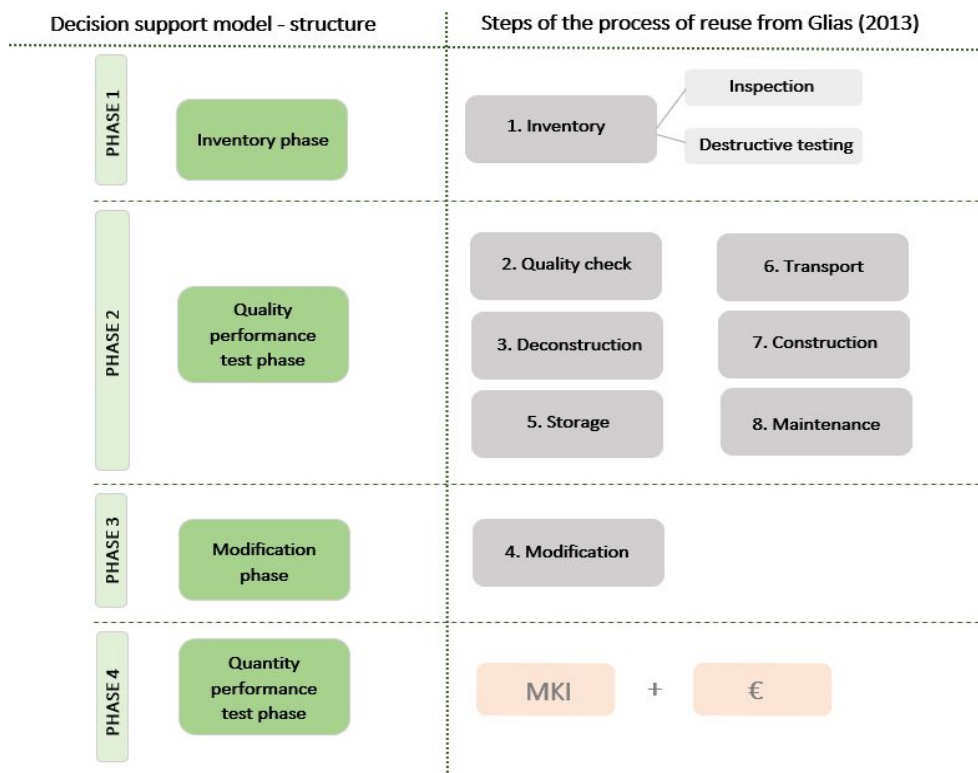 Decision support model - structure
Steps of the process of reuse from Glias (2013)
PHASE 1
Inventory phase
1. Inventory
Inspection
Destructive testing
PHASE 2
Quality
performance
test phase
2. Quality check
6. Transport
3. Deconstruction
7. Construction
5. Storage
8. Maintenance
PHASE 3
Modification
phase
4. Modification
PHASE 4
Quantity
performance
test phase
MKI + €